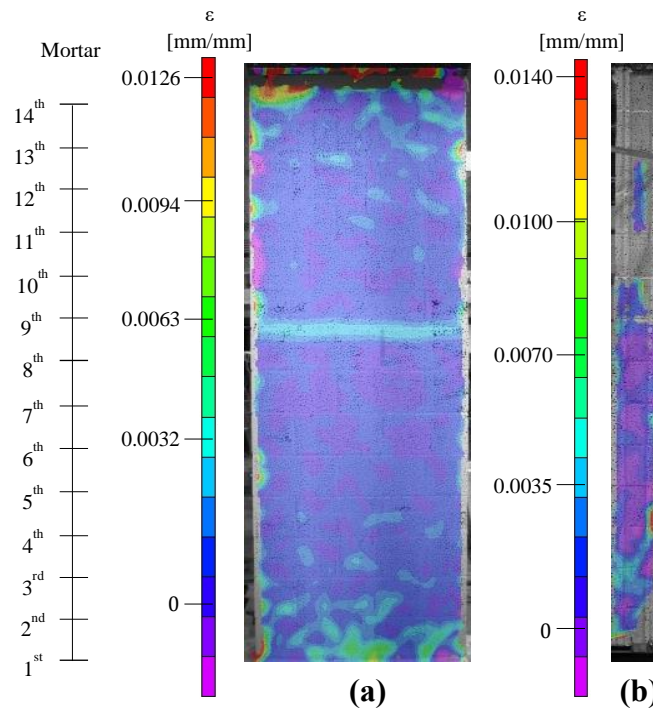 ε
[mm/mm]
ε
[mm/mm]
Mortar
0.0126
0.0094
0.0063
0.0032
0
14th
13th
12th
11th
10th
9th
8th
7th
6th
5th
4th
3rd
2nd
1st
0.0140
0.0100
0.0070
0.0035
0
(a)
(b)